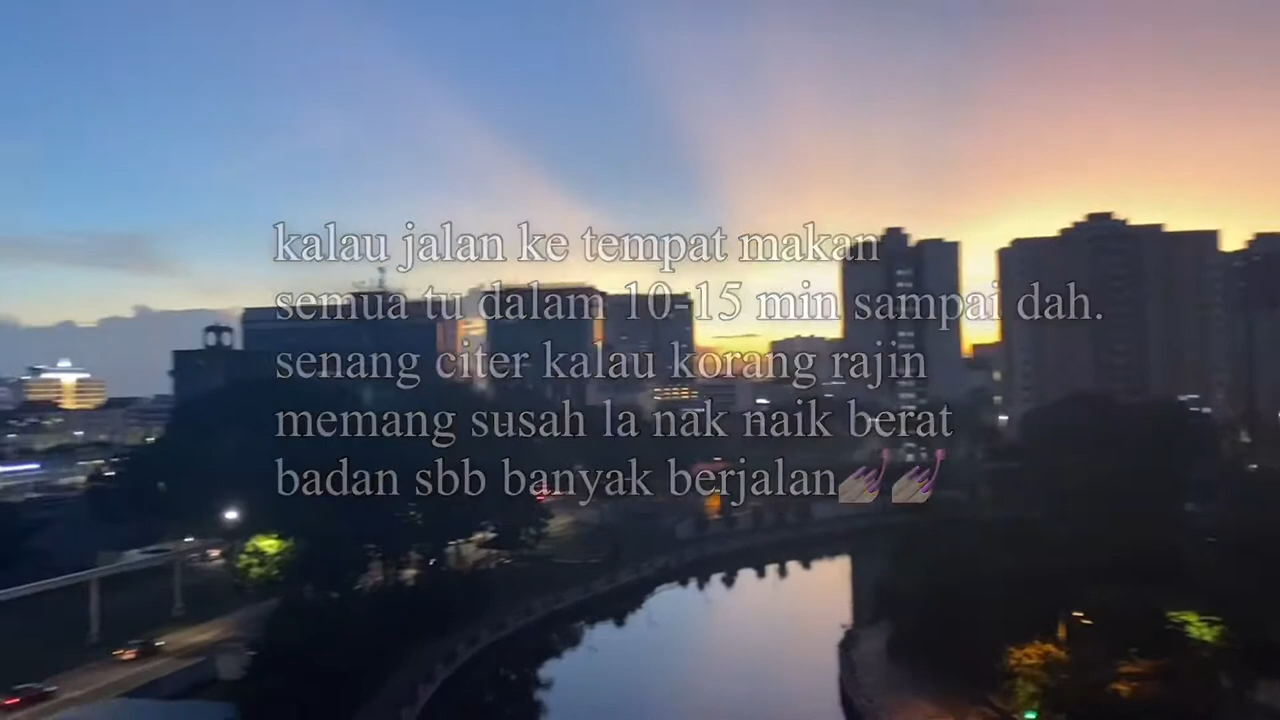 kalau jalan ke tempat makan
semua tu dalam 10-15 min sampai dah.
senang citer kalau korang rajin
memang susah la nak naik berat
badan sbb banyak berjalan💅💅